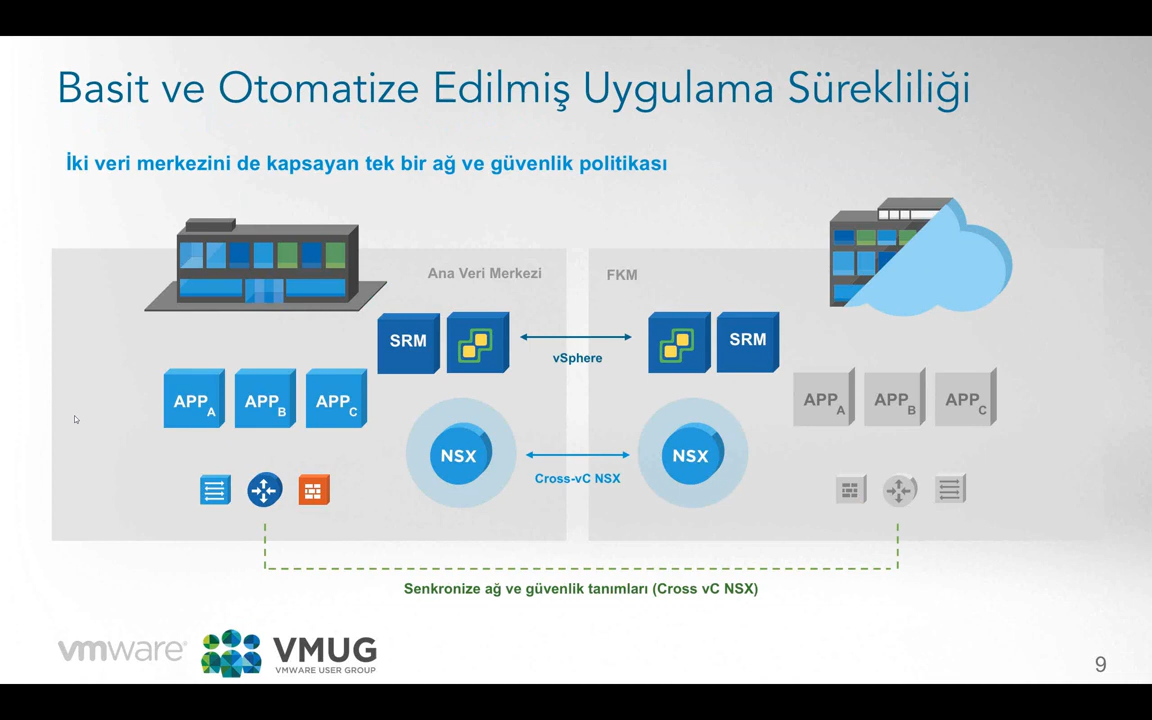 Basit ve Otomatize Edilmiş Uygulama Sürekliliği
İki veri merkezini de kapsayan tek bir ağ ve güvenlik politikası
Ana Veri Merkezi
FKM
SRM
SRM
vSphere
APP A
APP B
APP C
APP A
APP B
APP C
NSX
NSX
Cross-vC NSX
Senkronize ağ ve güvenlik tanımları (Cross vC NSX)
vmware®
VMUG
VMWARE USER GROUP
9